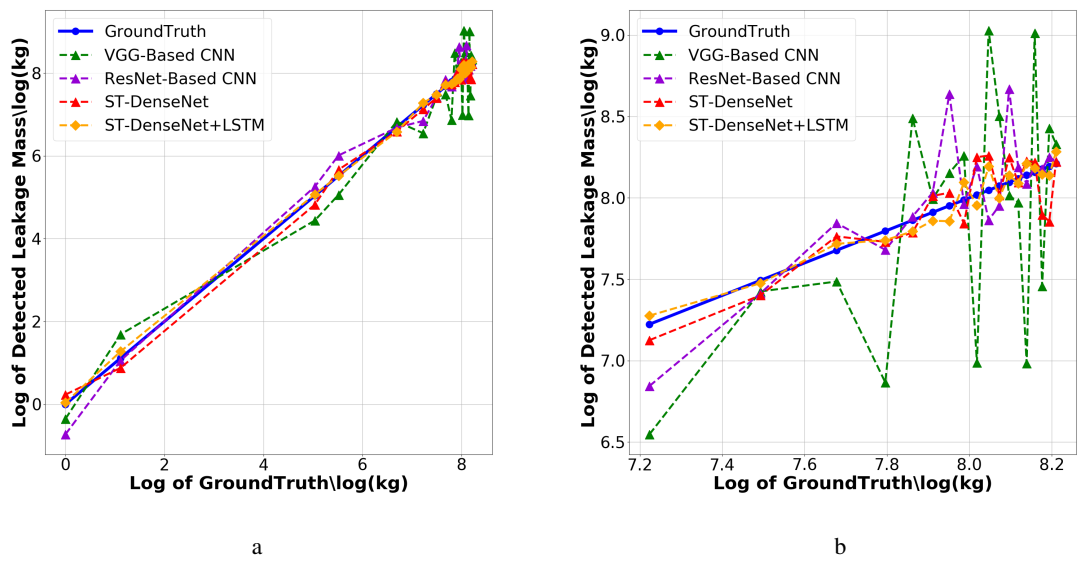 GroundTruth
VGG-Based CNN
ResNet-Based CNN
ST-DenseNet
ST-DenseNet+LSTM
Log of Detected Leakage Mass\log(kg)
8
6
4
2
0
0 2 4 6 8
Log of GroundTruth\log(kg)
a
GroundTruth
VGG-Based CNN
ResNet-Based CNN
ST-DenseNet
ST-DenseNet+LSTM
Log of Detected Leakage Mass\log(kg)
9.0
8.5
8.0
7.5
7.0
6.5
7.2 7.4 7.6 7.8 8.0 8.2
Log of GroundTruth\log(kg)
b